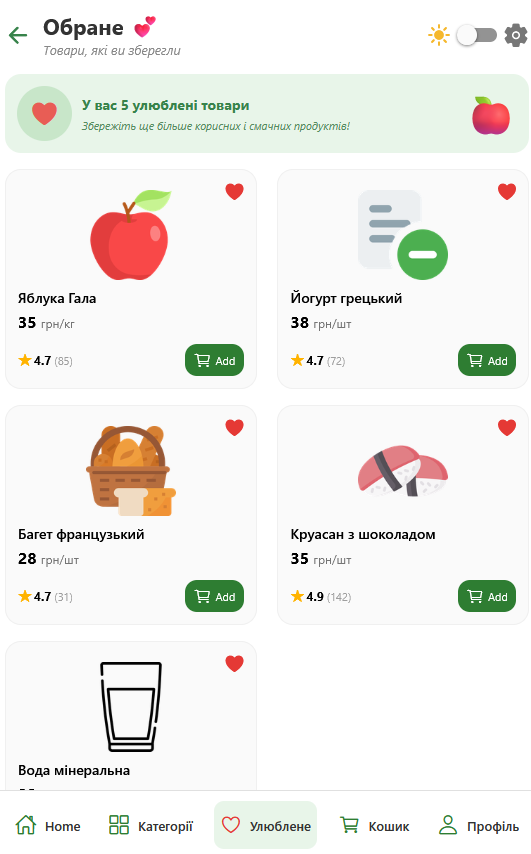 Обране
Товари, які ви зберегли
У вас 5 улюблені товари
Збережіть ще більше корисних і смачних продуктів!
Яблука Гала
35 грн/кг
4.7 (85)
Add
Йогурт грецький
38 грн/шт
4.7 (72)
Add
Багет французький
28 грн/шт
4.7 (31)
Add
Круасан з шоколадом
35 грн/шт
4.9 (142)
Add
Вода мінеральна
Home
Категорії
Улюблене
Кошик
Профіль